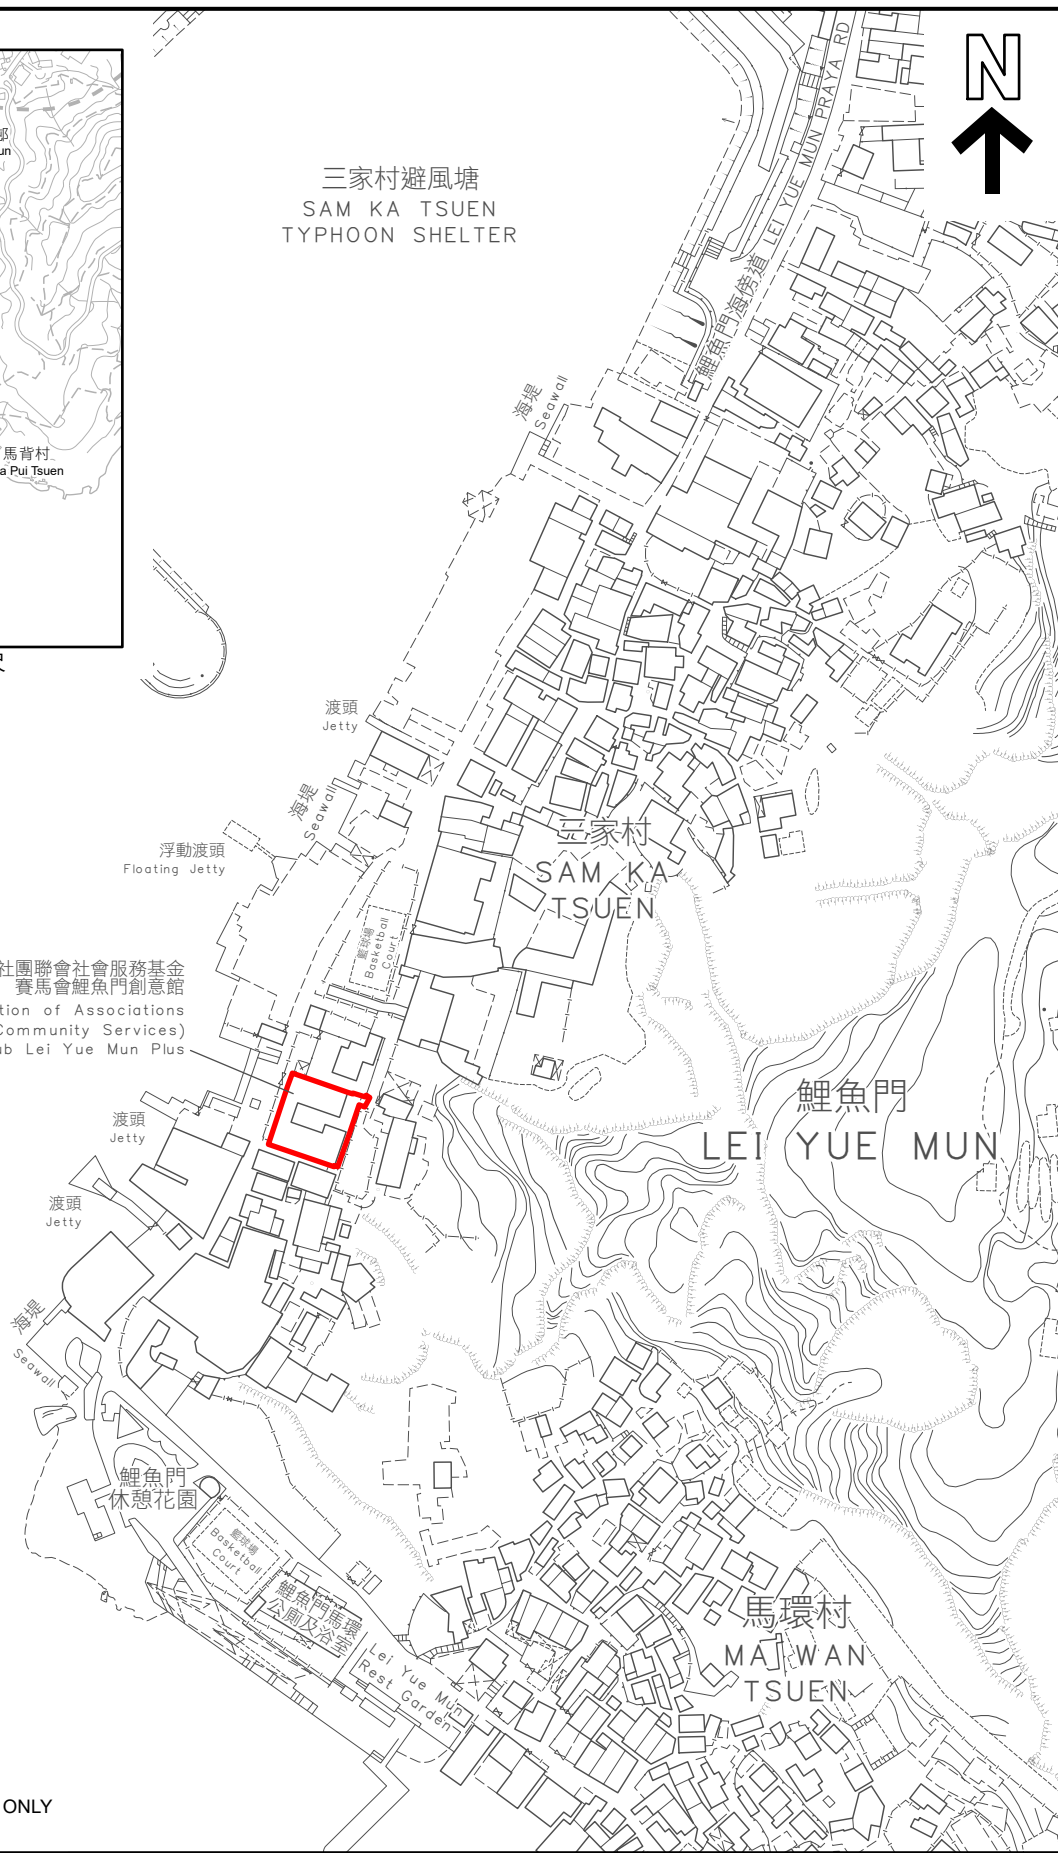 N
邨
un
馬背村
a Pui Tsuen
三家村避風塘
SAM KA TSUEN
TYPHOON SHELTER
鯉魚門海傍道 LEI YUE MUN PRAYA RD
海堤
Seawall
渡頭
Jetty
海堤
Seawall
浮動渡頭
Floating Jetty
三家村
SAM KA
TSUEN
籃球場
Basketball
Court
社團聯會社會服務基金
賽馬會鯉魚門創意館
tion of Associations
Community Services)
ub Lei Yue Mun Plus
鯉魚門
LEI YUE MUN
渡頭
Jetty
渡頭
Jetty
海堤
Seawall
鯉魚門
休憩花園
籃球場
Basketball
Court
鯉魚門馬環
公廁及浴室
Lei Yue Mun
Rest Garden
馬環村
MA WAN
TSUEN
ONLY